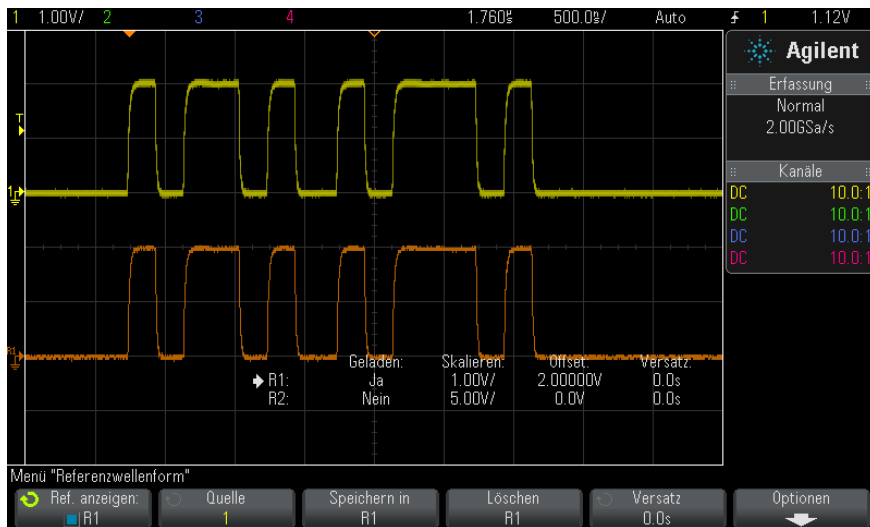 1 1.00V/ 2 3 4 1.760µs 500.0ns/ Auto 1 1.12V
Agilent
Erfassung
Normal
2.00GSa/s
Kanäle
DC 10.0:1
DC 10.0:1
DC 10.0:1
DC 10.0:1
T
1
R1
Geladen: Skalieren: Offset: Versatz:
R1: Ja 1.00V/ 2.00000V 0.0s
R2: Nein 5.00V/ 0.0V 0.0s
Menü "Referenzwellenform"
Ref. anzeigen: Quelle Speichern in Löschen Versatz Optionen
R1 1 R1 R1 0.0s